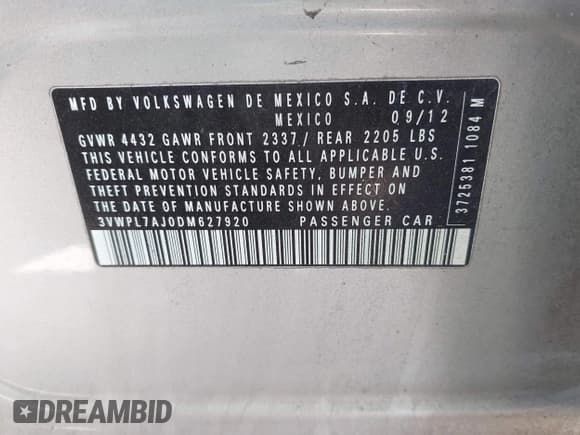 MFD BY VOLKSWAGEN DE MEXICO S.A. DE C.V.
MEXICO 09/12
GVWR 4432 GAWR FRONT 2337/ REAR 2205 LBS
THIS VEHICLE CONFORMS TO ALL APPLICABLE U.S.
FEDERAL MOTOR VEHICLE SAFETY, BUMPER AND
THEFT PREVENTION STANDARDS IN EFFECT ON
THE DATE OF MANUFACTURE SHOWN ABOVE.
3VWPL7AJ0DM627920 PASSENGER CAR
3725381 1084 M
DREAMBID